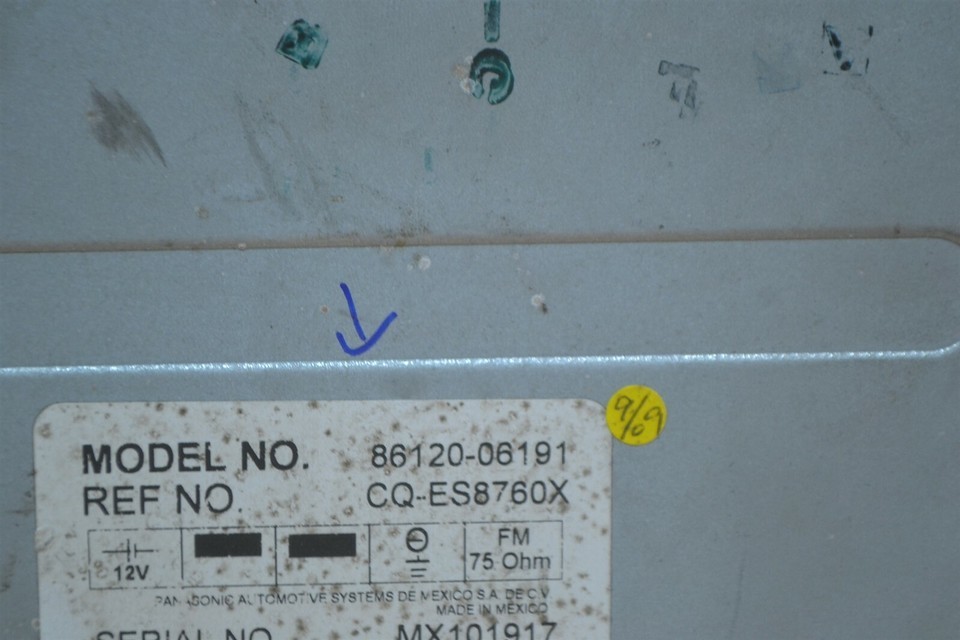 9/9
MODEL NO. 86120-06191
REF NO. CQ-ES8760X
12V
FM
75 Ohm
PANASONIC AUTOMOTIVE SYSTEMS DE MEXICO S.A. DE C.V.
MADE IN MEXICO
SERIAL NO. MX101917